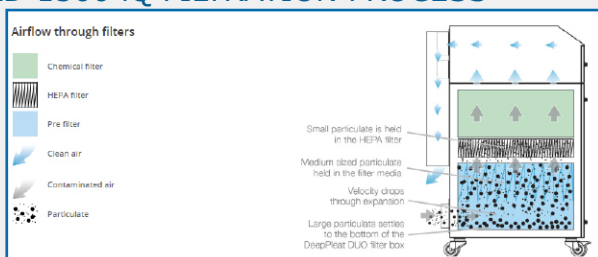 Airflow through filters
Chemical filter
HEPA filter
Pre filter
Clean air
Contaminated air
Particulate
Small particulate is held
in the HEPA filter
Medium sized particulate
held in the filter media
Velocity drops
through expansion
Large particulate settles
to the bottom of the
DeepPleat DUO filter box